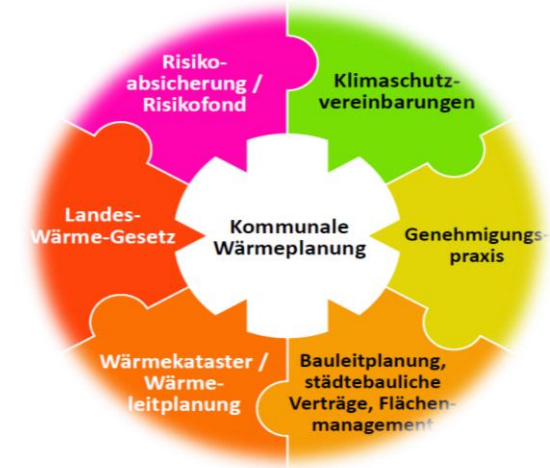 Risiko-
absicherung /
Risikofond
Klimaschutz-
vereinbarungen
Landes-
Wärme-Gesetz
Kommunale
Wärmeplanung
Genehmigungs-
praxis
Wärmekataster /
Wärme-
leitplanung
Bauleitplanung,
städtebauliche
Verträge, Flächen-
management